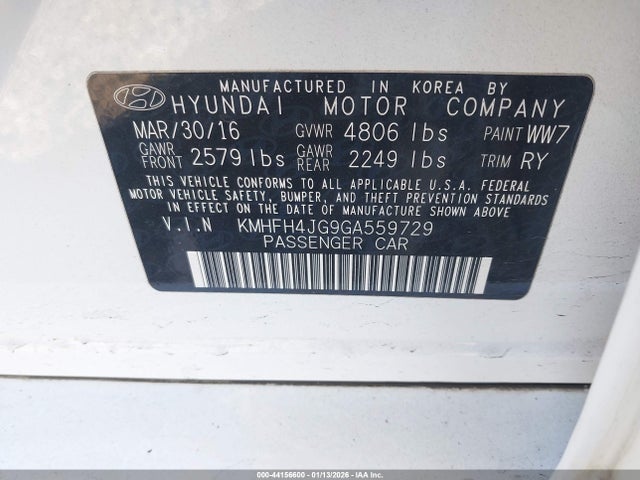 MANUFACTURED IN KOREA BY
HYUNDAI MOTOR COMPANY
MAR/30/16 GVWR 4806 lbs PAINT WW7
GAWR FRONT 2579 lbs GAWR REAR 2249 lbs TRIM RY
THIS VEHICLE CONFORMS TO ALL APPLICABLE U.S.A. FEDERAL
MOTOR VEHICLE SAFETY, BUMPER, AND THEFT PREVENTION STANDARDS
IN EFFECT ON THE DATE OF MANUFACTURE SHOWN ABOVE
V.I.N KMHFH4JG9GA559729
PASSENGER CAR
000-44156600 - 01/13/2026 - IAA Inc.